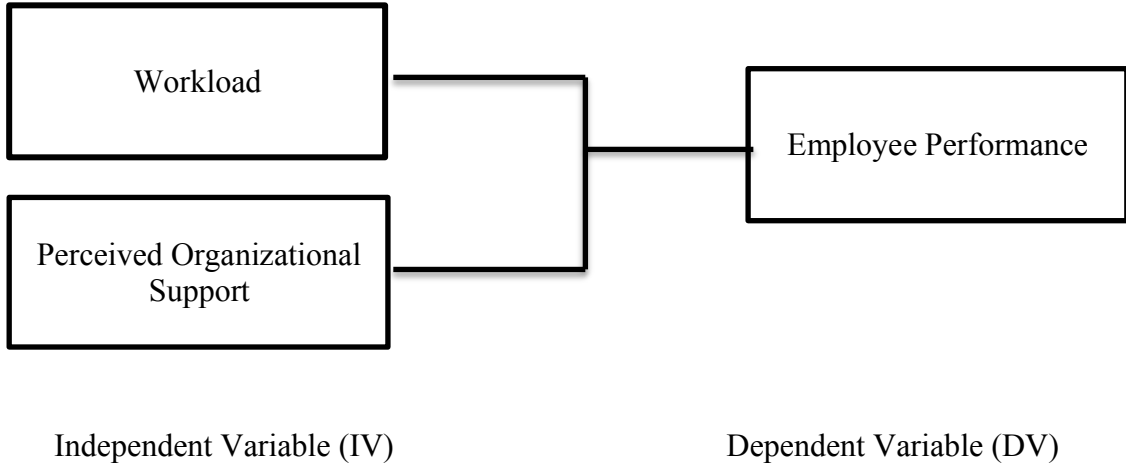 Workload
Employee Performance
Perceived Organizational
Support
Independent Variable (IV)
Dependent Variable (DV)